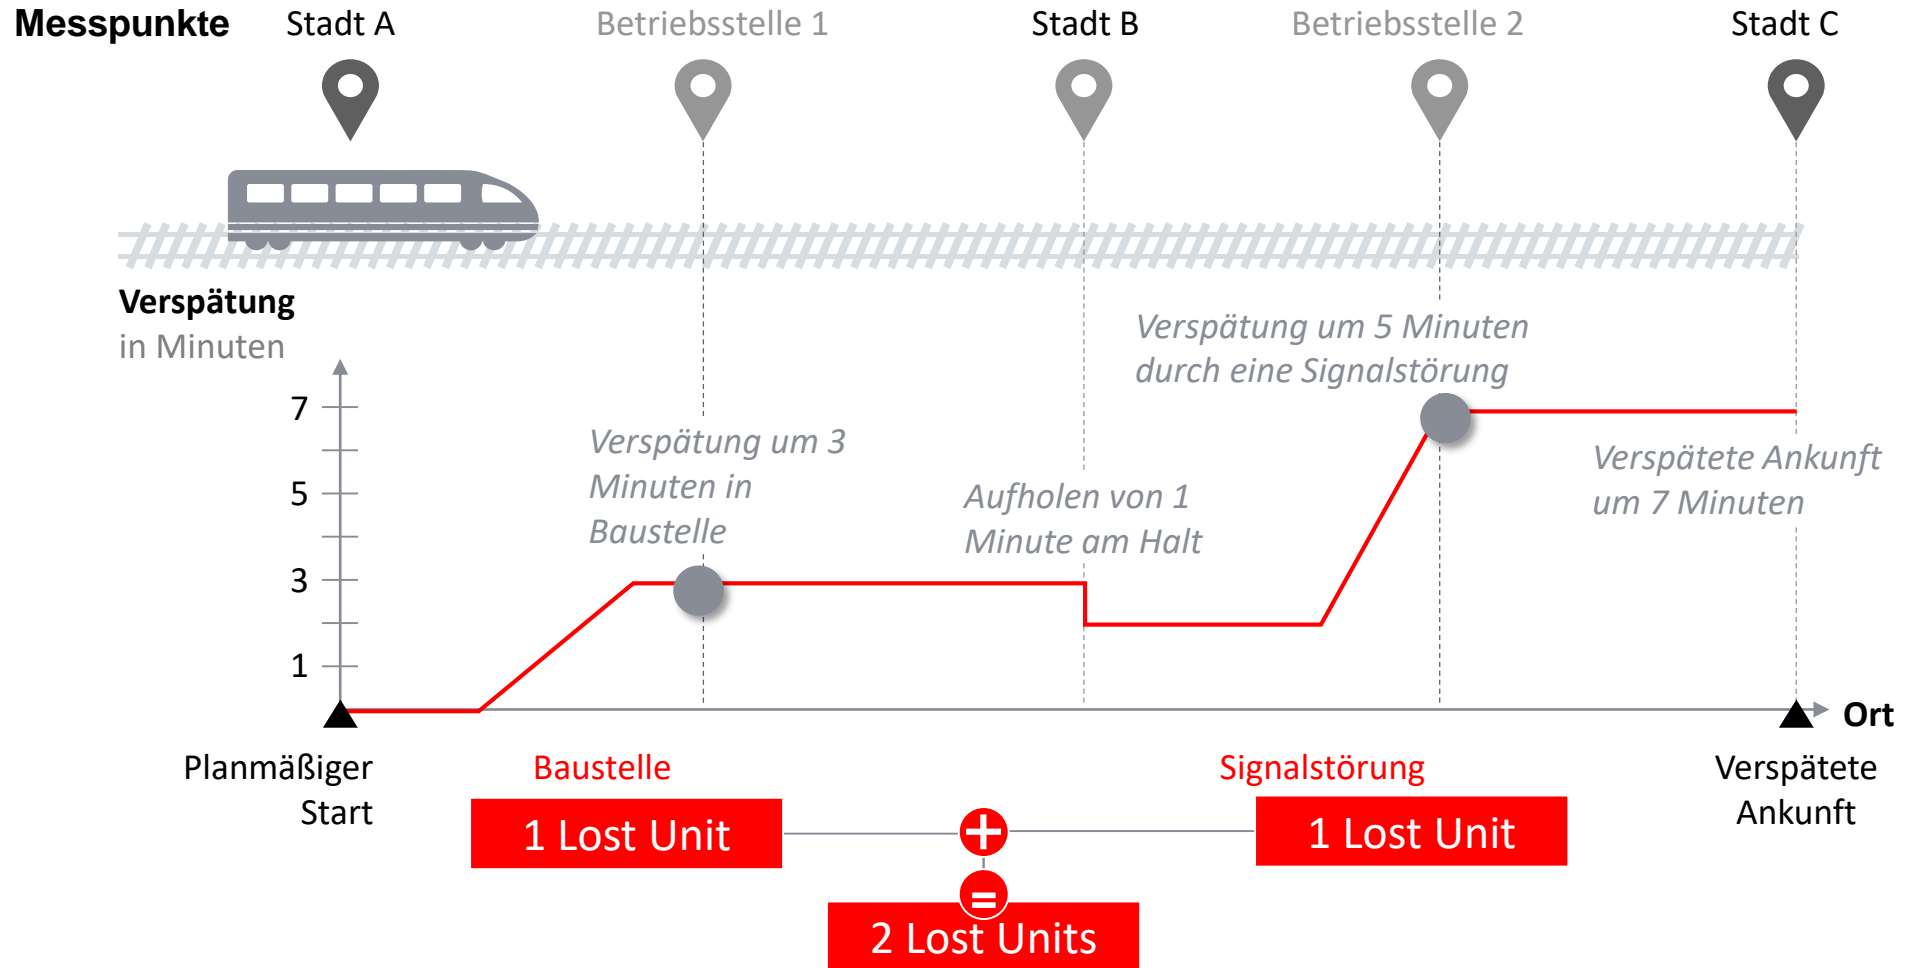 Messpunkte Stadt A Betriebsstelle 1 Stadt B Betriebsstelle 2 Stadt C
Verspätung
in Minuten
Verspätung um 5 Minuten
durch eine Signalstörung
7
Verspätung um 3
Minuten in
Baustelle
Verspätete Ankunft
um 7 Minuten
5
Aufholen von 1
Minute am Halt
3
1
Ort
Planmäßiger
Start
Baustelle
Signalstörung
Verspätete
Ankunft
1 Lost Unit
+
1 Lost Unit
=
2 Lost Units